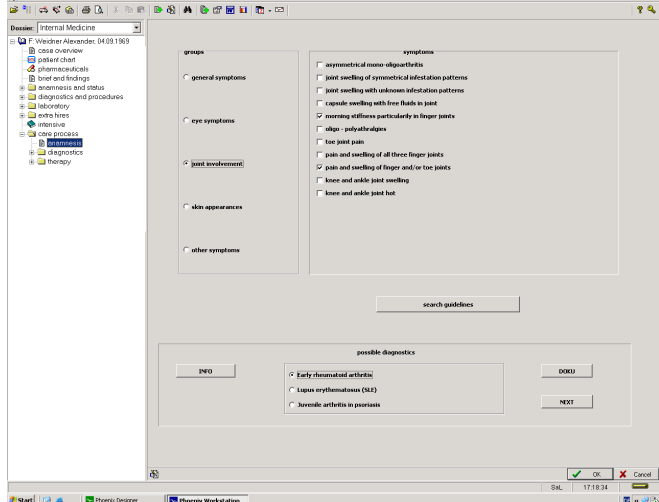 Dossier: Internal Medicine
F: Weidner Alexander, 04.09.1969
case overview
patient chart
pharmaceuticals
brief and findings
anamnesis and status
diagnostics and procedures
laboratory
extra hires
intensive
care process
anamnesis
diagnostics
therapy
groups
general symptoms
eye symptoms
joint involvement
skin appearances
other symptoms
symptoms
asymmetrical mono-oligoarthritis
joint swelling of symmetrical infestation patterns
joint swelling with unknown infestation patterns
capsule swelling with free fluids in joint
morning stiffness particularly in finger joints
oligo - polyathralgies
toe joint pain
pain and swelling of all three finger joints
pain and swelling of finger and/or toe joints
knee and ankle joint swelling
knee and ankle joint hot
search guidelines
possible diagnostics
INFO
Early rheumatoid arthritis
Lupus erythematosus (SLE)
Juvenile arthritis in psoriasis
DOKU
NEXT
OK
Cancel
SaL 17:18:34
Start
Phoenix Designer
Phoenix Workstation